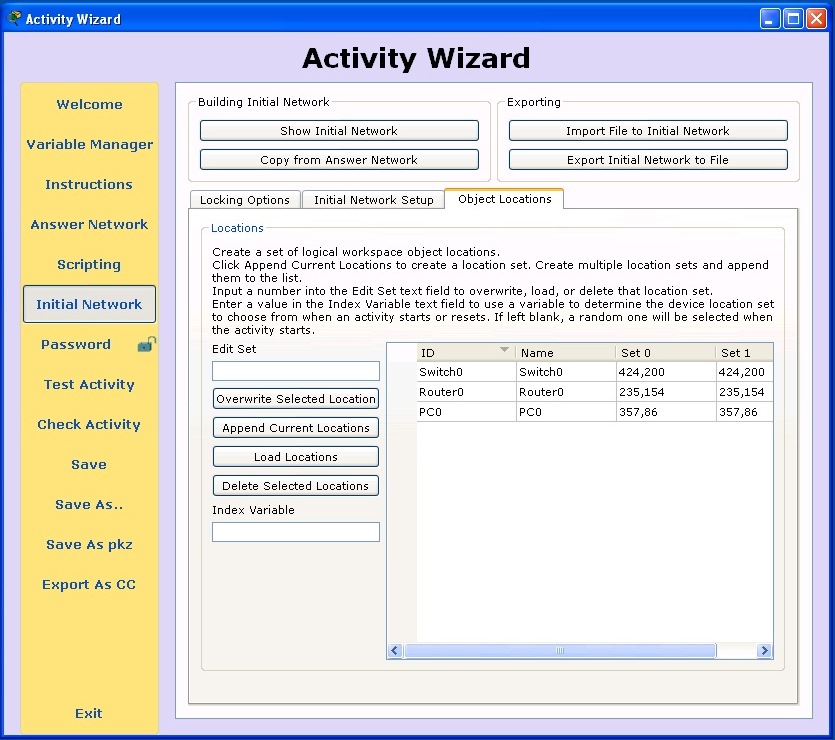 Activity Wizard
Activity Wizard
Welcome
Variable Manager
Instructions
Answer Network
Scripting
Initial Network
Password
Test Activity
Check Activity
Save
Save As..
Save As pkz
Export As CC
Exit
Building Initial Network
Show Initial Network
Copy from Answer Network
Exporting
Import File to Initial Network
Export Initial Network to File
Locking Options
Initial Network Setup
Object Locations
Locations
Create a set of logical workspace object locations.
Click Append Current Locations to create a location set. Create multiple location sets and append
them to the list.
Input a number into the Edit Set text field to overwrite, load, or delete that location set.
Enter a value in the Index Variable text field to use a variable to determine the device location set
to choose from when an activity starts or resets. If left blank, a random one will be selected when
the activity starts.
Edit Set
Overwrite Selected Location
Append Current Locations
Load Locations
Delete Selected Locations
Index Variable
ID Name Set 0 Set 1
Switch0 Switch0 424,200 424,200
Router0 Router0 235,154 235,154
PC0 PC0 357,86 357,86